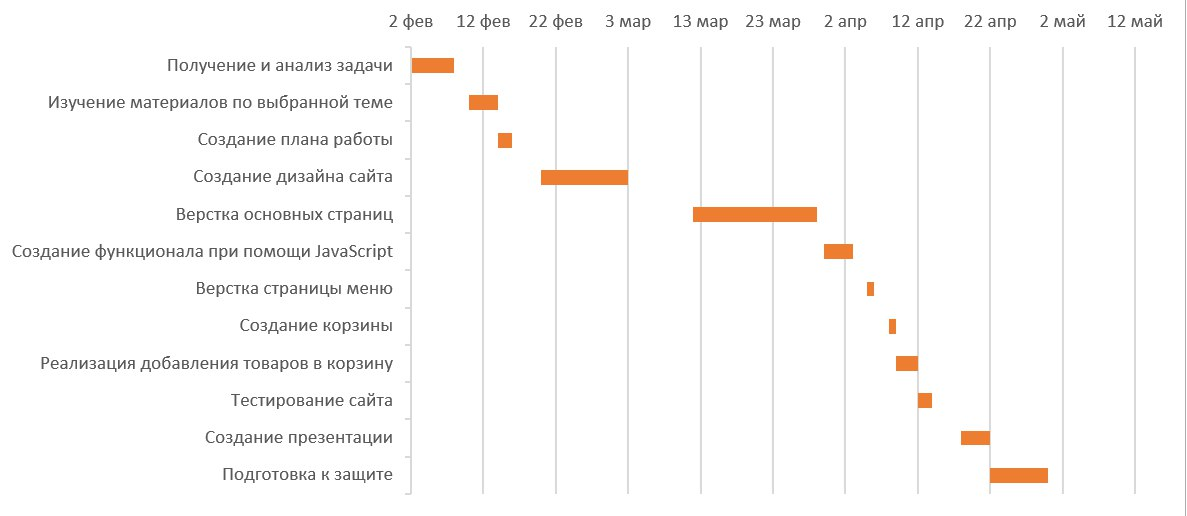 2 фев 12 фев 22 фев 3 мар 13 мар 23 мар 2 апр 12 апр 22 апр 2 май 12 май
Получение и анализ задачи
Изучение материалов по выбранной теме
Создание плана работы
Создание дизайна сайта
Верстка основных страниц
Создание функционала при помощи JavaScript
Верстка страницы меню
Создание корзины
Реализация добавления товаров в корзину
Тестирование сайта
Создание презентации
Подготовка к защите